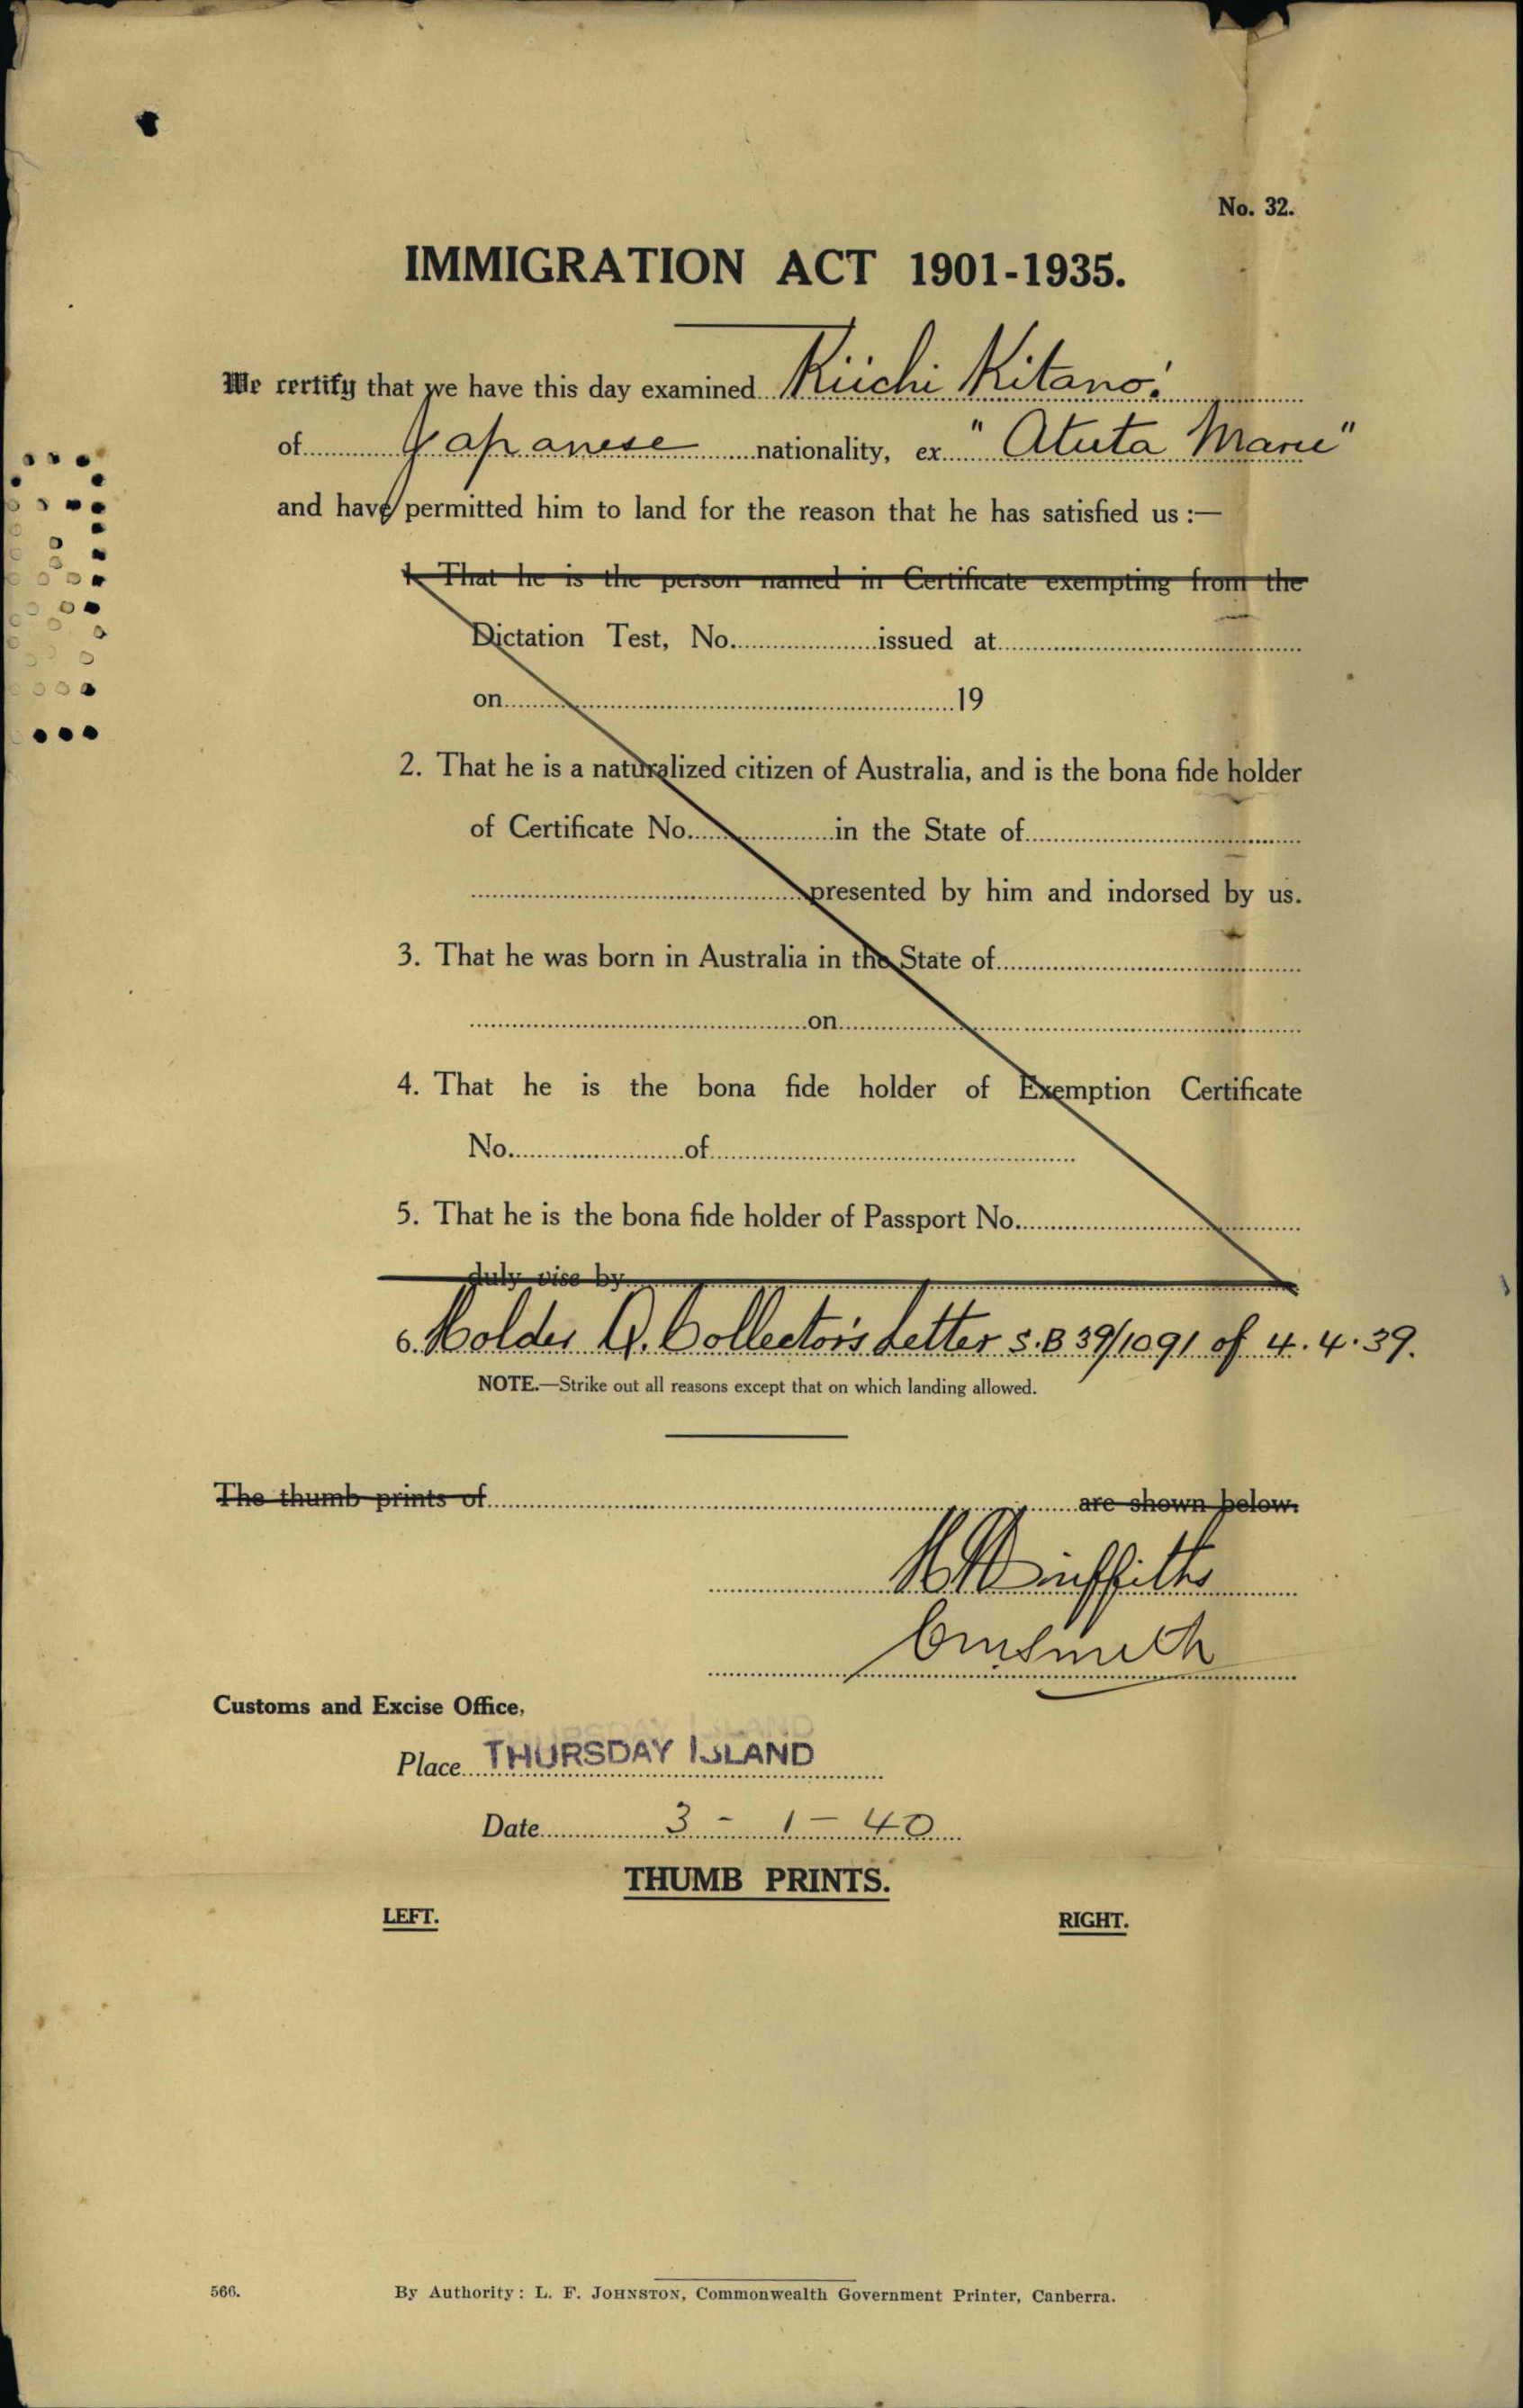 No. 32.
IMMIGRATION ACT 1901-1935.
We certify that we have this day examined Kiichi Kitano.
of Japanese nationality, ex "Atuta Maru"
and have permitted him to land for the reason that he has satisfied us :—
1. That he is the person named in Certificate exempting from the
Dictation Test, No. issued at
on 19
2. That he is a naturalized citizen of Australia, and is the bona fide holder
of Certificate No. in the State of
presented by him and indorsed by us.
3. That he was born in Australia in the State of
on
4. That he is the bona fide holder of Exemption Certificate
No. of
5. That he is the bona fide holder of Passport No.
duly vise by
6. Holder Q. Collector's Letter S.B 39/1091 of 4.4.39.
NOTE.—Strike out all reasons except that on which landing allowed.
The thumb prints of are shown below.
Griffiths
Smith
Customs and Excise Office,
Place THURSDAY ISLAND
Date 3 - 1 - 40
THUMB PRINTS.
LEFT. RIGHT.
566. By Authority: L. F. JOHNSTON, Commonwealth Government Printer, Canberra.